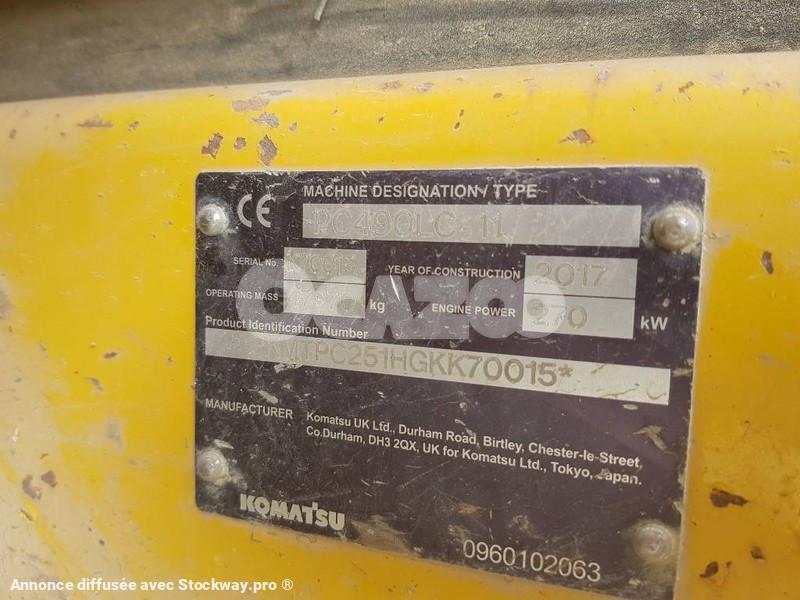 CE
MACHINE DESIGNATION / TYPE
PC490LC-11
SERIAL No.
YEAR OF CONSTRUCTION 2017
OPERATING MASS kg
ENGINE POWER 270 kW
Product Identification Number
KMTPC251HGKK70015*
MANUFACTURER
Komatsu UK Ltd., Durham Road, Birtley, Chester-le-Street,
Co.Durham, DH3 2QX, UK for Komatsu Ltd., Tokyo, Japan.
KOMATSU
0960102063
OCAZOO
Annonce diffusée avec Stockway.pro ®